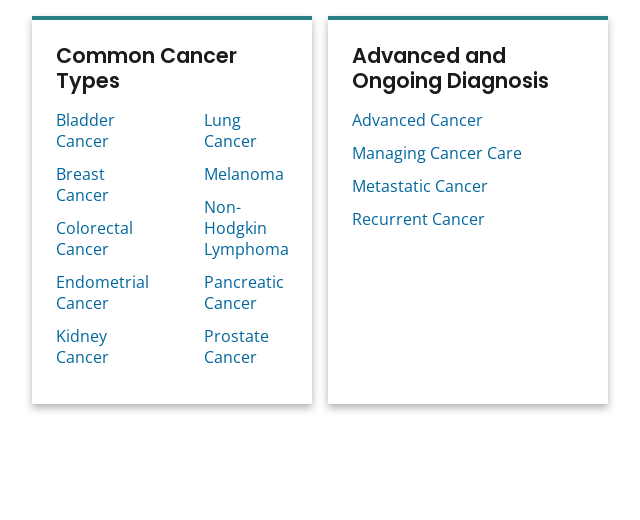 Common Cancer
Types
Bladder
Cancer
Breast
Cancer
Colorectal
Cancer
Endometrial
Cancer
Kidney
Cancer
Lung
Cancer
Melanoma
Non-
Hodgkin
Lymphoma
Pancreatic
Cancer
Prostate
Cancer
Advanced and
Ongoing Diagnosis
Advanced Cancer
Managing Cancer Care
Metastatic Cancer
Recurrent Cancer